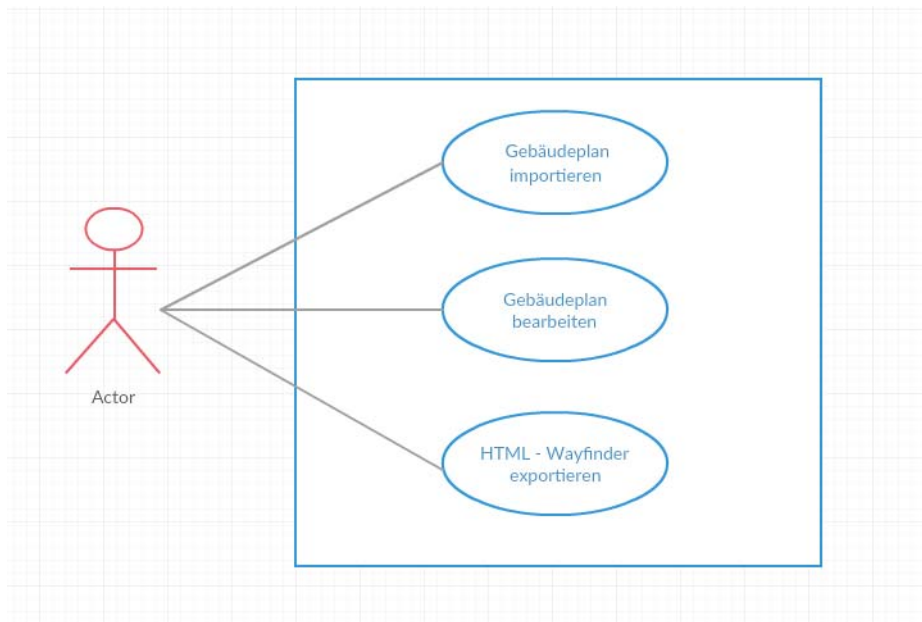 Gebäudeplan
importieren
Gebäudeplan
bearbeiten
HTML - Wayfinder
exportieren
Actor